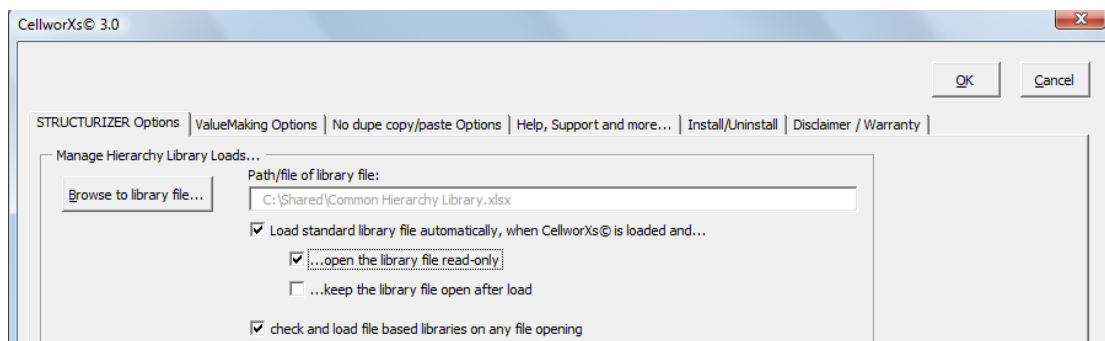 CellworXs© 3.0
OK Cancel
STRUCTURIZER Options ValueMaking Options No dupe copy/paste Options Help, Support and more... Install/Uninstall Disclaimer / Warranty
Manage Hierarchy Library Loads...
Path/file of library file:
Browse to library file... C:\Shared\Common Hierarchy Library.xlsx
Load standard library file automatically, when CellworXs© is loaded and...
...open the library file read-only
...keep the library file open after load
check and load file based libraries on any file opening